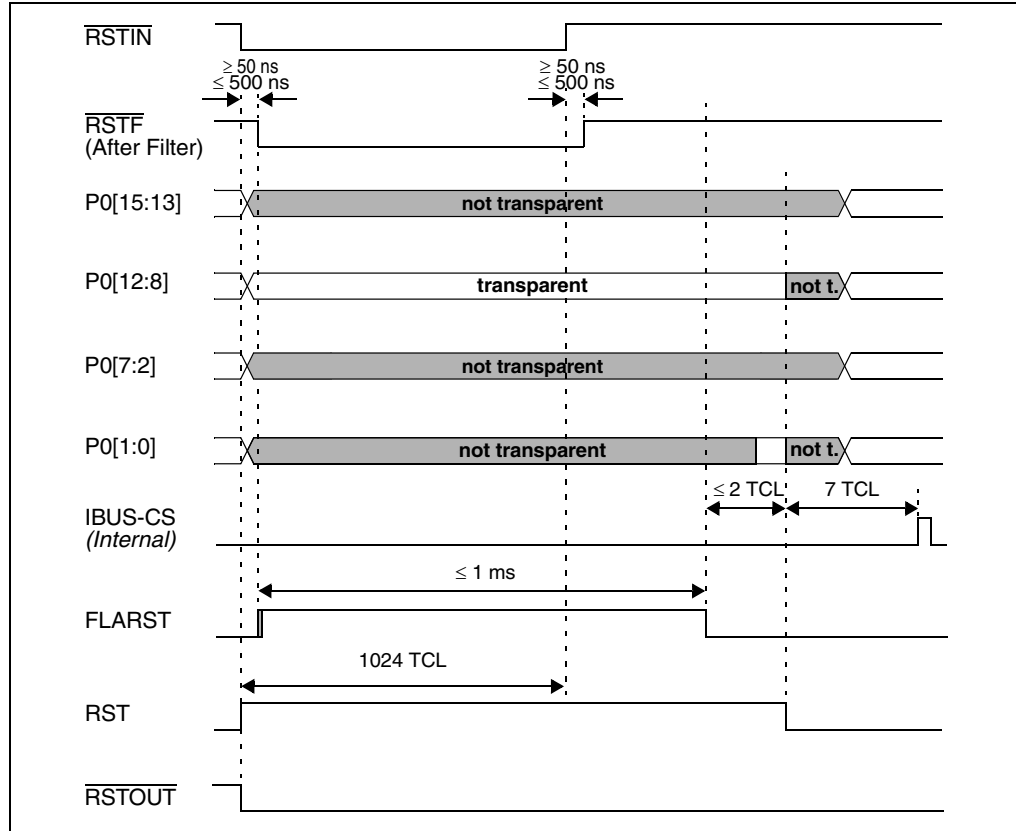 RSTIN
≥ 50 ns ≥ 50 ns
≤ 500 ns ≤ 500 ns
RSTF
(After Filter)
P0[15:13] not transparent
P0[12:8] transparent not t.
P0[7:2] not transparent
P0[1:0] not transparent not t.
≤ 2 TCL 7 TCL
IBUS-CS
(Internal)
≤ 1 ms
FLARST
1024 TCL
RST
RSTOUT